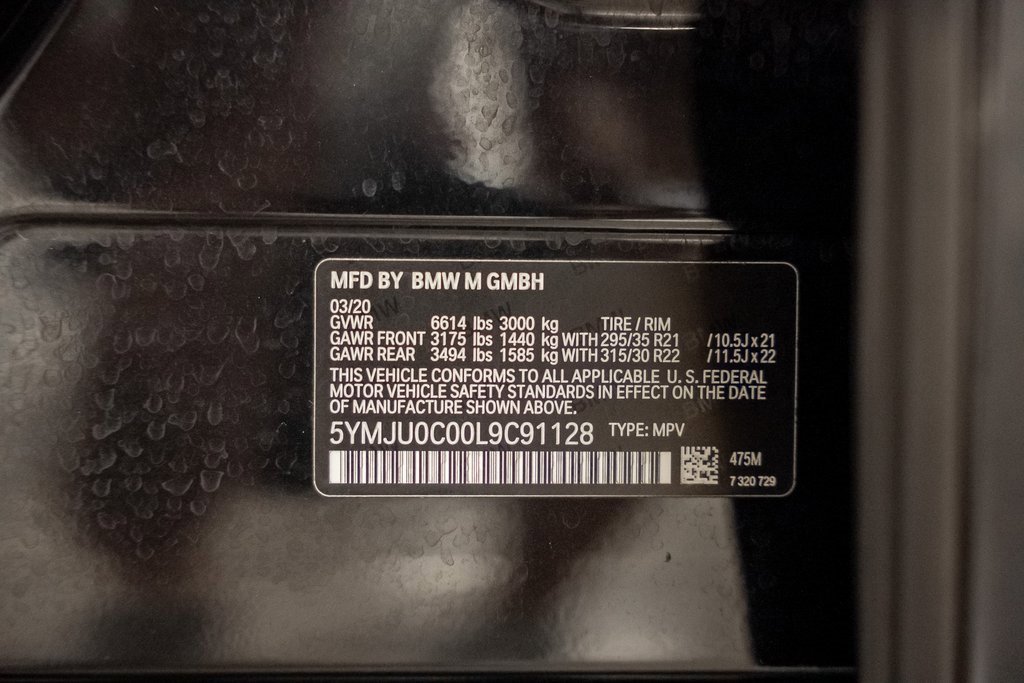 MFD BY BMW M GMBH
03/20
GVWR 6614 lbs 3000 kg TIRE / RIM
GAWR FRONT 3175 lbs 1440 kg WITH 295/35 R21 /10.5J x 21
GAWR REAR 3494 lbs 1585 kg WITH 315/30 R22 /11.5J x 22
THIS VEHICLE CONFORMS TO ALL APPLICABLE U. S. FEDERAL
MOTOR VEHICLE SAFETY STANDARDS IN EFFECT ON THE DATE
OF MANUFACTURE SHOWN ABOVE.
5YMJU0C00L9C91128 TYPE: MPV
475M
7 320 729